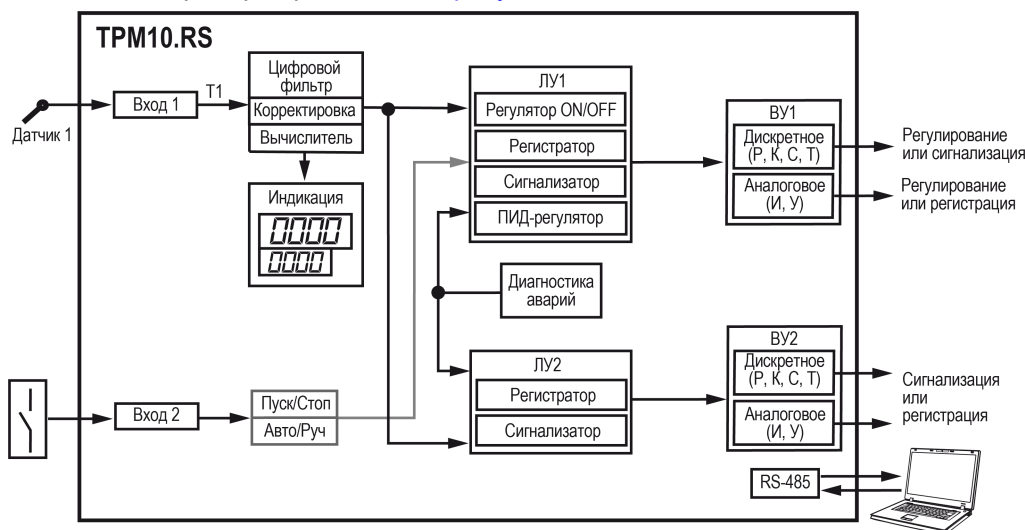 ТРМ10.RS
Датчик 1
Вход 1
Т1
Цифровой
фильтр
Корректировка
Вычислитель
Индикация
0000
0000
ЛУ1
Регулятор ON/OFF
Регистратор
Сигнализатор
ПИД-регулятор
ВУ1
Дискретное
(Р, К, С, Т)
Аналоговое
(И, У)
Регулирование
или сигнализация
Регулирование
или регистрация
Диагностика
аварий
Вход 2
Пуск/Стоп
Авто/Руч
ЛУ2
Регистратор
Сигнализатор
ВУ2
Дискретное
(Р, К, С, Т)
Аналоговое
(И, У)
Сигнализация
или
регистрация
RS-485